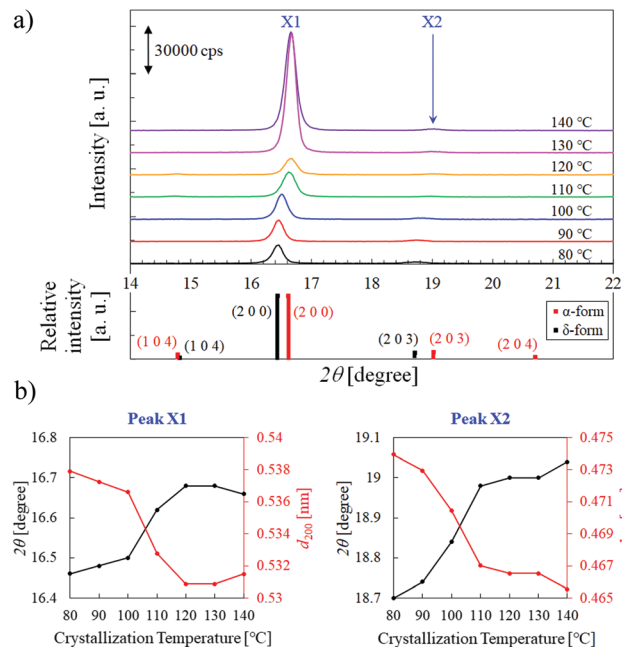 a)
X1
X2
30000 cps
Intensity [a. u.]
140 ℃
130 ℃
120 ℃
110 ℃
100 ℃
90 ℃
80 ℃
14 15 16 17 18 19 20 21 22
Relative
intensity
[a. u.]
(1 0 4)
(1 0 4)
(2 0 0)
(2 0 0)
(2 0 3)
(2 0 3)
(2 0 4)
α-form
δ-form
2θ [degree]
b)
Peak X1
16.8
16.7
16.6
16.5
16.4
2θ [degree]
0.54
0.538
0.536
0.534
0.532
0.53
d200 [nm]
80 90 100 110 120 130 140
Crystallization Temperature [℃]
Peak X2
19.1
19
18.9
18.8
18.7
2θ [degree]
0.475
0.473
0.471
0.469
0.467
0.465
80 90 100 110 120 130 140
Crystallization Temperature [℃]